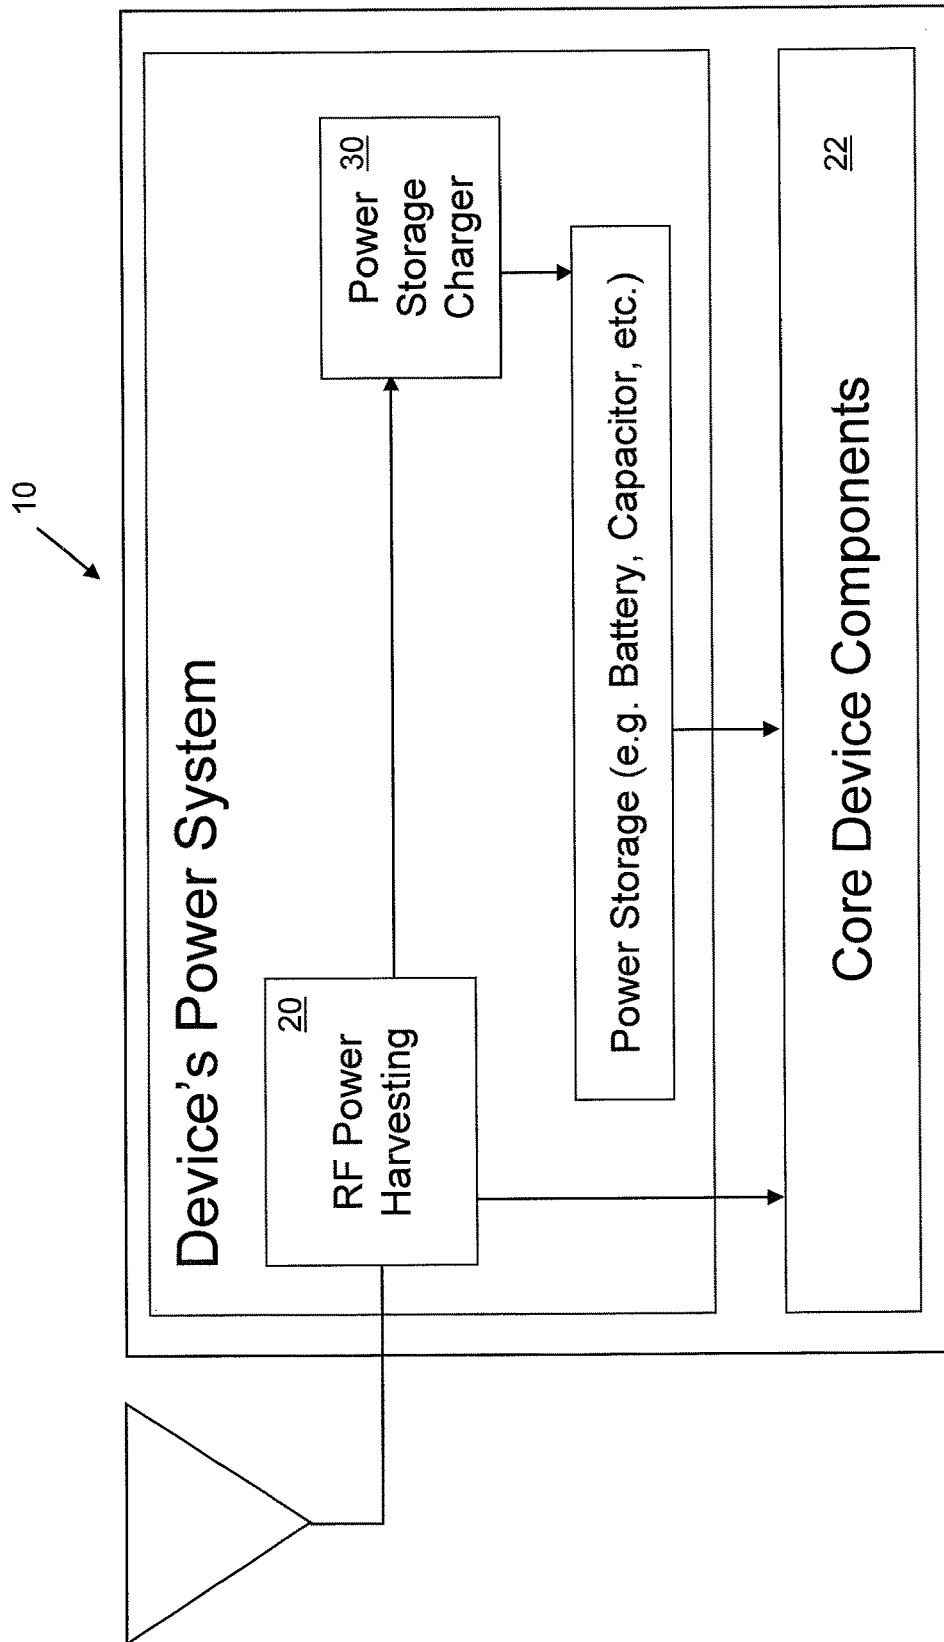 10
Device's Power System
20
RF Power
Harvesting
30
Power
Storage
Charger
Power Storage (e.g. Battery, Capacitor, etc.)
22
Core Device Components